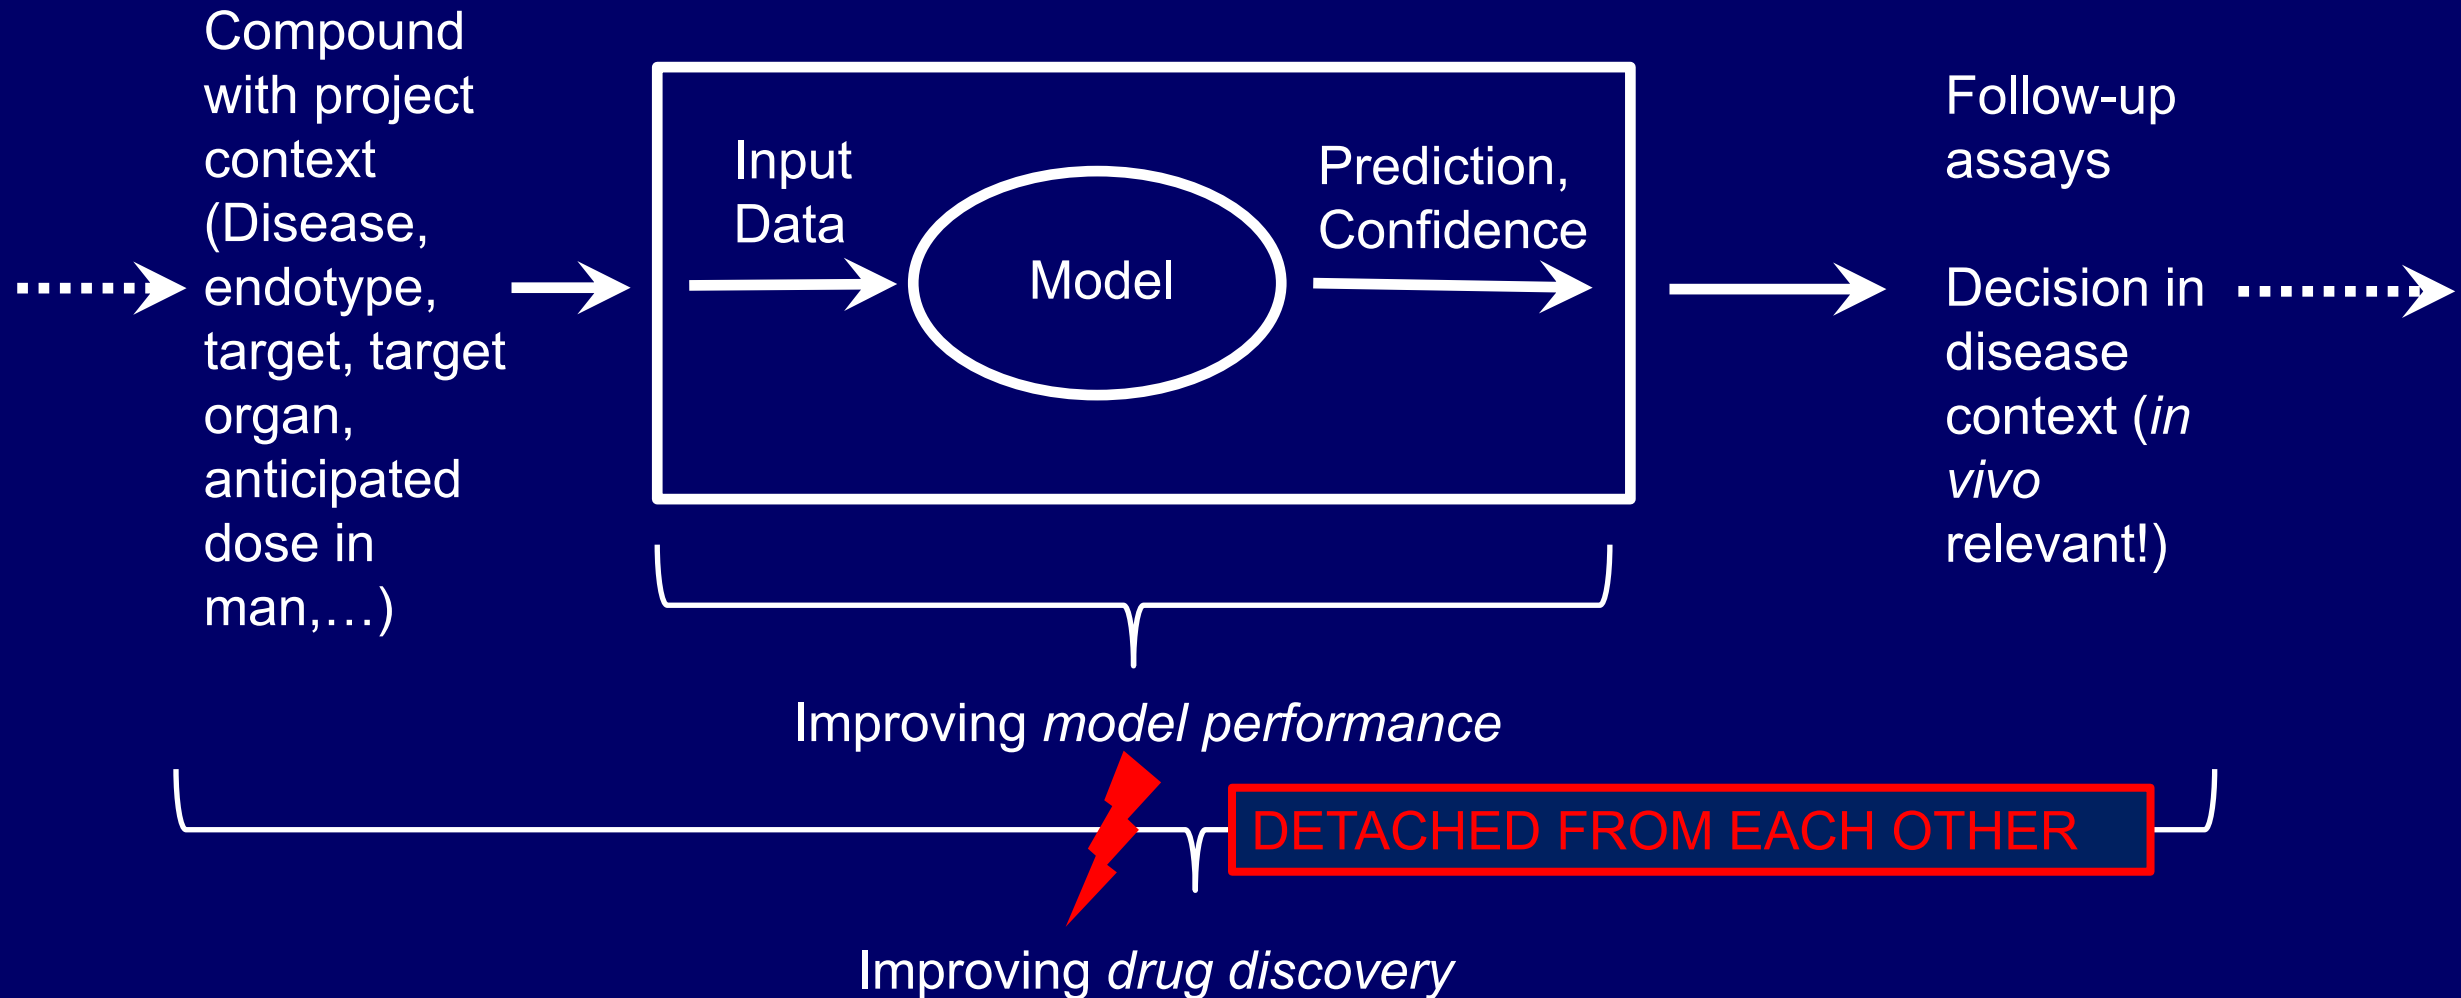 Compound
with project
context
(Disease,
endotype,
target, target
organ,
anticipated
dose in
man,…)
Input
Data
Model
Prediction,
Confidence
Follow-up
assays
Decision in
disease
context (in
vivo
relevant!)
Improving model performance
DETACHED FROM EACH OTHER
Improving drug discovery